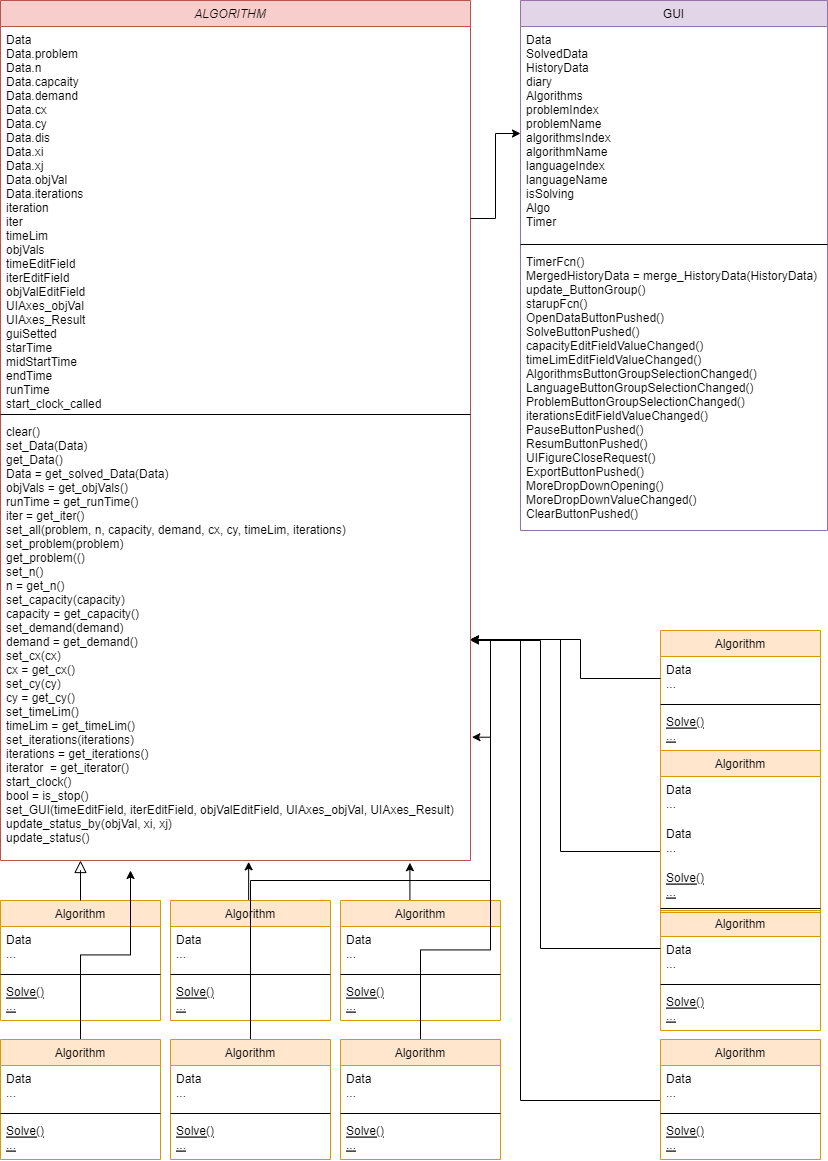 ALGORITHM
Data
Data.problem
Data.n
Data.capcaity
Data.demand
Data.cx
Data.cy
Data.dis
Data.xi
Data.xj
Data.objVal
Data.iterations
iteration
iter
timeLim
objVals
timeEditField
iterEditField
objValEditField
UIAxes_objVal
UIAxes_Result
guiSetted
starTime
midStartTime
endTime
runTime
start_clock_called
clear()
set_Data(Data)
get_Data()
Data = get_solved_Data(Data)
objVals = get_objVals()
runTime = get_runTime()
iter = get_iter()
set_all(problem, n, capacity, demand, cx, cy, timeLim, iterations)
set_problem(problem)
get_problem(()
set_n()
n = get_n()
set_capacity(capacity)
capacity = get_capacity()
set_demand(demand)
demand = get_demand()
set_cx(cx)
cx = get_cx()
set_cy(cy)
cy = get_cy()
set_timeLim()
timeLim = get_timeLim()
set_iterations(iterations)
iterations = get_iterations()
iterator  = get_iterator()
start_clock()
bool = is_stop()
set_GUI(timeEditField, iterEditField, objValEditField, UIAxes_objVal, UIAxes_Result)
update_status_by(objVal, xi, xj)
update_status()
GUI
Data
SolvedData
HistoryData
diary
Algorithms
problemIndex
problemName
algorithmsIndex
algorithmName
languageIndex
languageName
isSolving
Algo
Timer
TimerFcn()
MergedHistoryData = merge_HistoryData(HistoryData)
update_ButtonGroup()
starupFcn()
OpenDataButtonPushed()
SolveButtonPushed()
capacityEditFieldValueChanged()
timeLimEditFieldValueChanged()
AlgorithmsButtonGroupSelectionChanged()
LanguageButtonGroupSelectionChanged()
ProblemButtonGroupSelectionChanged()
iterationsEditFieldValueChanged()
PauseButtonPushed()
ResumButtonPushed()
UIFigureCloseRequest()
ExportButtonPushed()
MoreDropDownOpening()
MoreDropDownValueChanged()
ClearButtonPushed()
Algorithm
Data
...
Solve()
...
Algorithm
Data
...
Data
...
Solve()
...
Algorithm
Data
...
Solve()
...
Algorithm
Data
...
Solve()
...
Algorithm
Data
...
Solve()
...
Algorithm
Data
...
Solve()
...
Algorithm
Data
...
Solve()
...
Algorithm
Data
...
Solve()
...
Algorithm
Data
...
Solve()
...
Algorithm
Data
...
Solve()
...